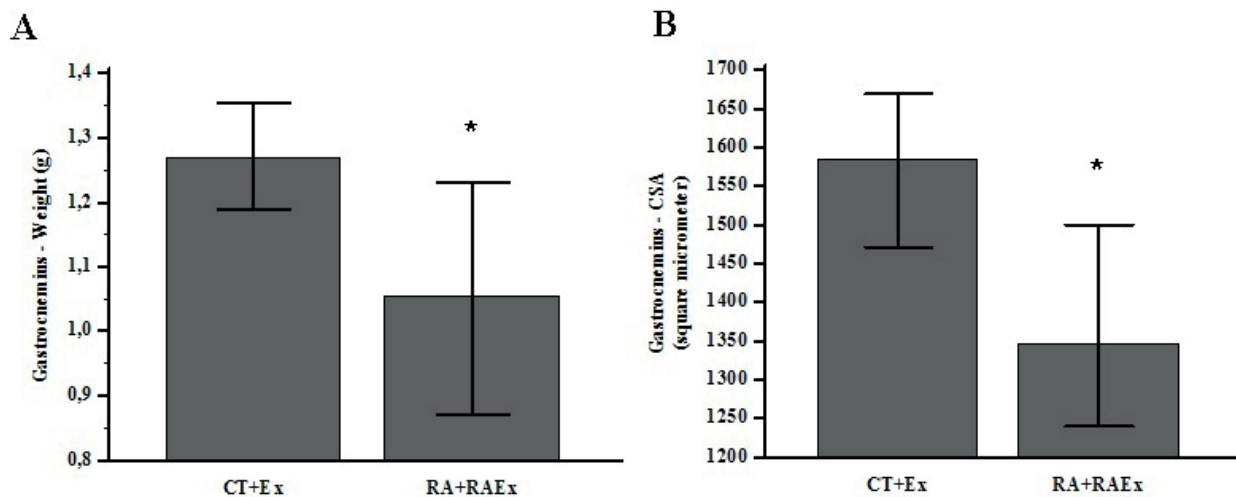 A
Gastrocnemius - Weight (g)
1,4
1,3
1,2
1,1
1,0
0,9
0,8
*
CT+Ex
RA+RAEx
B
Gastrocnemius - CSA
(square micrometer)
1700
1650
1600
1550
1500
1450
1400
1350
1300
1250
1200
*
CT+Ex
RA+RAEx